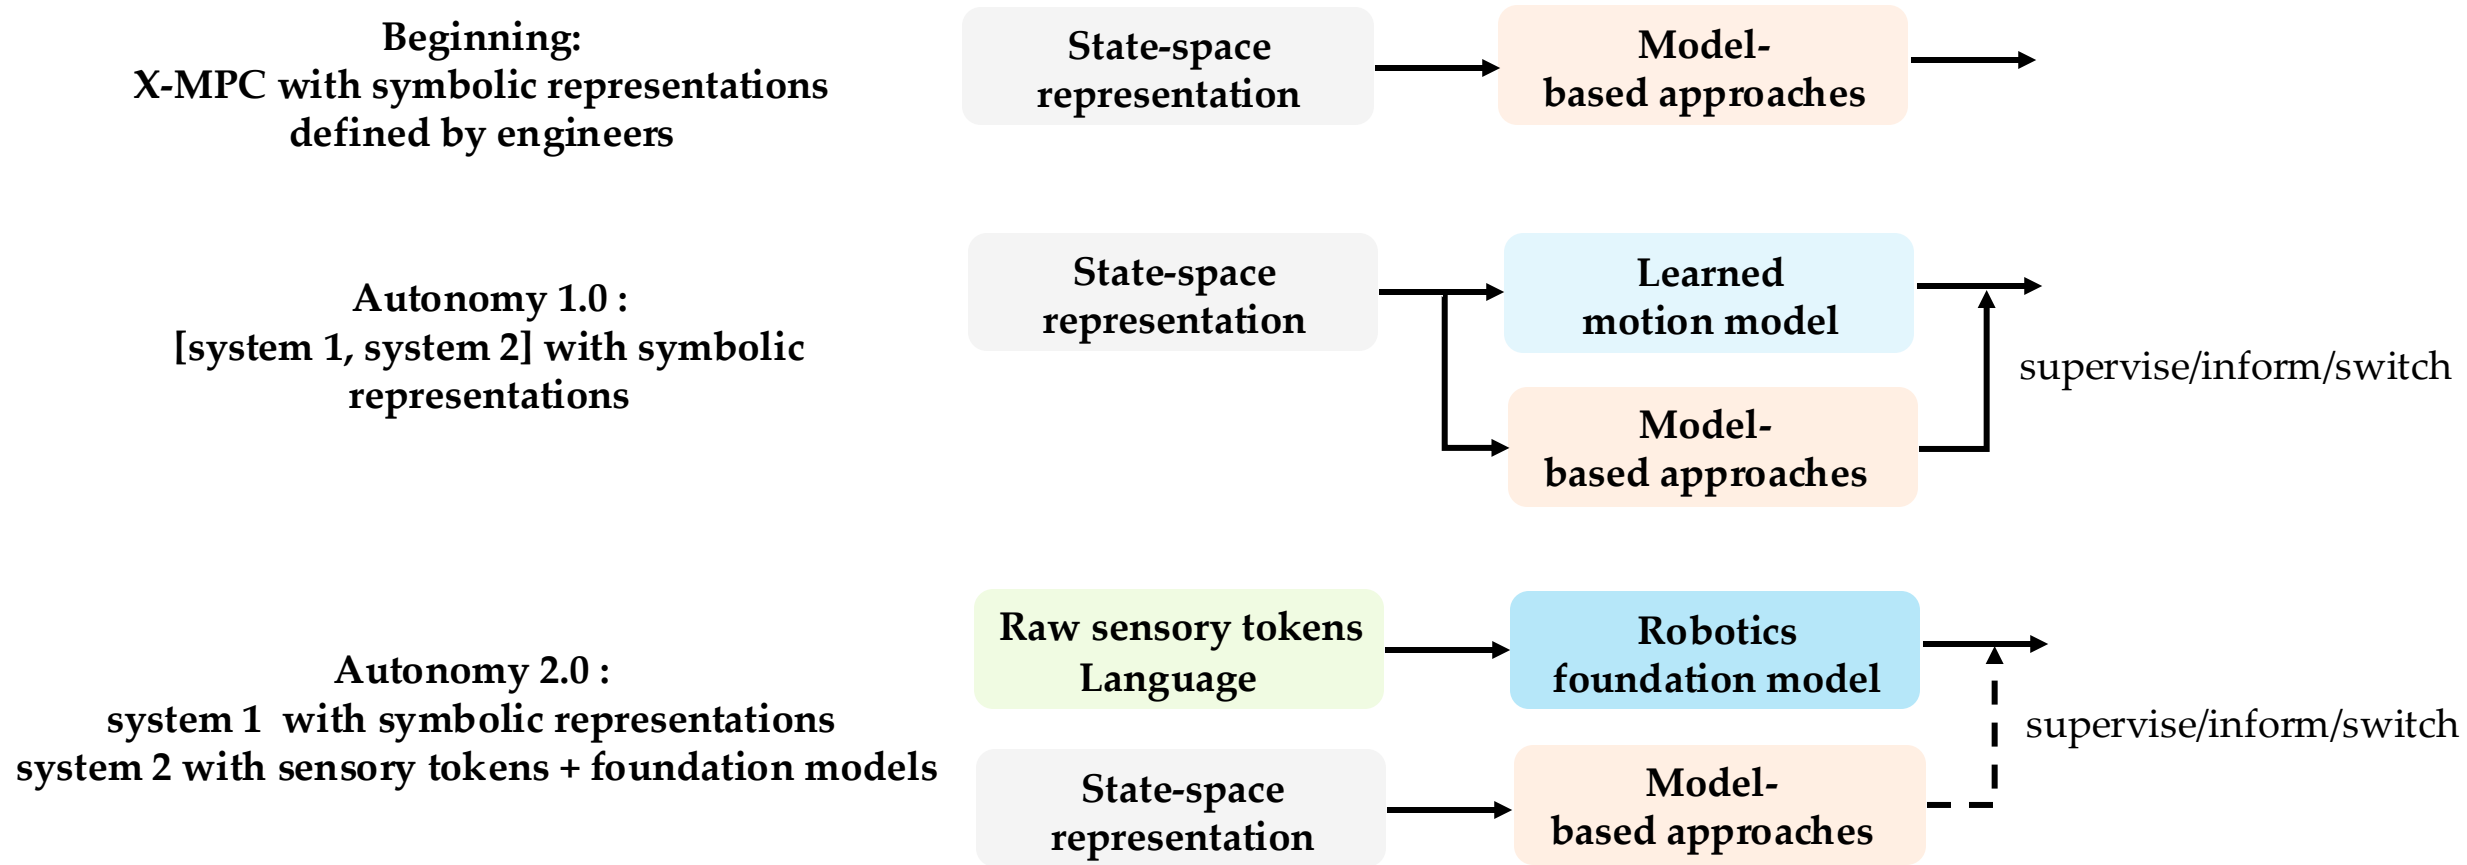 Beginning:
X-MPC with symbolic representations
defined by engineers
State-space
representation
Model-
based approaches
Autonomy 1.0 :
[system 1, system 2] with symbolic
representations
State-space
representation
Learned
motion model
Model-
based approaches
supervise/inform/switch
Autonomy 2.0 :
system 1 with symbolic representations
system 2 with sensory tokens + foundation models
Raw sensory tokens
Language
Robotics
foundation model
State-space
representation
Model-
based approaches
supervise/inform/switch